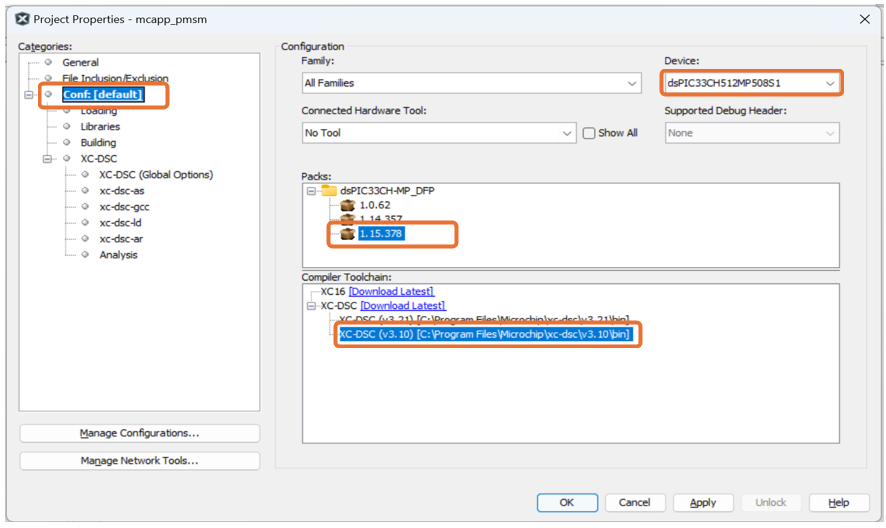 Project Properties - mcapp_pmsm
Categories:
General
File Inclusion/Exclusion
Conf: [default]
Loading
Libraries
Building
XC-DSC
XC-DSC (Global Options)
xc-dsc-as
xc-dsc-gcc
xc-dsc-ld
xc-dsc-ar
Analysis
Manage Configurations...
Manage Network Tools...
Configuration
Family:
All Families
Device:
dsPIC33CH512MP508S1
Connected Hardware Tool:
No Tool
Show All
Supported Debug Header:
None
Packs:
dsPIC33CH-MP_DFP
1.0.62
1.14.357
1.15.378
Compiler Toolchain:
XC16 [Download Latest]
XC-DSC [Download Latest]
XC-DSC (v3.21) [C:\Program Files\Microchip\xc-dsc\v3.21\bin]
XC-DSC (v3.10) [C:\Program Files\Microchip\xc-dsc\v3.10\bin]
OK
Cancel
Apply
Unlock
Help